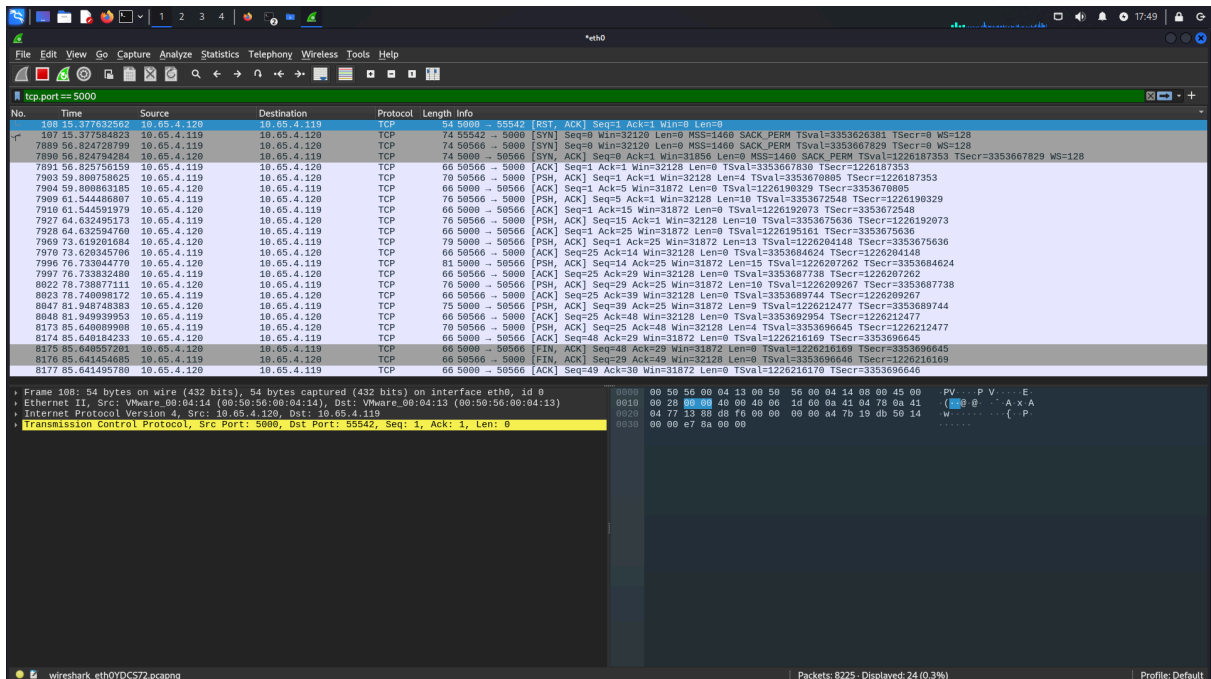 1 2 3 4 17:49
*eth0
File Edit View Go Capture Analyze Statistics Telephony Wireless Tools Help
tcp.port == 5000
No. Time Source Destination Protocol Length Info
108 15.377632562 10.65.4.120 10.65.4.119 TCP 54 5000 → 55542 [RST, ACK] Seq=1 Ack=1 Win=0 Len=0
107 15.377584823 10.65.4.119 10.65.4.120 TCP 74 55542 → 5000 [SYN] Seq=0 Win=32120 Len=0 MSS=1460 SACK_PERM TSval=3353626381 TSecr=0 WS=128
7889 56.824728799 10.65.4.119 10.65.4.120 TCP 74 50566 → 5000 [SYN] Seq=0 Win=32120 Len=0 MSS=1460 SACK_PERM TSval=3353667829 TSecr=0 WS=128
7890 56.824794284 10.65.4.120 10.65.4.119 TCP 74 5000 → 50566 [SYN, ACK] Seq=0 Ack=1 Win=31856 Len=0 MSS=1460 SACK_PERM TSval=1226187353 TSecr=3353667829 WS=128
7891 56.825756159 10.65.4.119 10.65.4.120 TCP 66 50566 → 5000 [ACK] Seq=1 Ack=1 Win=32128 Len=0 TSval=3353667830 TSecr=1226187353
7903 59.800758625 10.65.4.119 10.65.4.120 TCP 70 50566 → 5000 [PSH, ACK] Seq=1 Ack=1 Win=32128 Len=4 TSval=3353670805 TSecr=1226187353
7904 59.800863185 10.65.4.120 10.65.4.119 TCP 66 5000 → 50566 [ACK] Seq=1 Ack=5 Win=31872 Len=0 TSval=1226190329 TSecr=3353670805
7909 61.544486807 10.65.4.119 10.65.4.120 TCP 76 50566 → 5000 [PSH, ACK] Seq=5 Ack=1 Win=32128 Len=10 TSval=3353672548 TSecr=1226190329
7910 61.544591979 10.65.4.120 10.65.4.119 TCP 66 5000 → 50566 [ACK] Seq=1 Ack=15 Win=31872 Len=0 TSval=1226192073 TSecr=3353672548
7927 64.632495173 10.65.4.119 10.65.4.120 TCP 76 50566 → 5000 [PSH, ACK] Seq=15 Ack=1 Win=32128 Len=10 TSval=3353675636 TSecr=1226192073
7928 64.632594760 10.65.4.120 10.65.4.119 TCP 66 5000 → 50566 [ACK] Seq=1 Ack=25 Win=31872 Len=0 TSval=1226195161 TSecr=3353675636
7969 73.619201684 10.65.4.120 10.65.4.119 TCP 79 5000 → 50566 [PSH, ACK] Seq=1 Ack=25 Win=31872 Len=13 TSval=1226204148 TSecr=3353675636
7970 73.620345706 10.65.4.119 10.65.4.120 TCP 66 50566 → 5000 [ACK] Seq=25 Ack=14 Win=32128 Len=0 TSval=3353684624 TSecr=1226204148
7996 76.733044770 10.65.4.120 10.65.4.119 TCP 81 5000 → 50566 [PSH, ACK] Seq=14 Ack=25 Win=31872 Len=15 TSval=1226207262 TSecr=3353684624
7997 76.733832480 10.65.4.119 10.65.4.120 TCP 66 50566 → 5000 [ACK] Seq=25 Ack=29 Win=32128 Len=0 TSval=3353687738 TSecr=1226207262
8022 78.738877111 10.65.4.120 10.65.4.119 TCP 76 5000 → 50566 [PSH, ACK] Seq=29 Ack=25 Win=31872 Len=10 TSval=1226209267 TSecr=3353687738
8023 78.740098172 10.65.4.119 10.65.4.120 TCP 66 50566 → 5000 [ACK] Seq=25 Ack=39 Win=32128 Len=0 TSval=3353689744 TSecr=1226209267
8047 81.948748383 10.65.4.120 10.65.4.119 TCP 75 5000 → 50566 [PSH, ACK] Seq=39 Ack=25 Win=31872 Len=9 TSval=1226212477 TSecr=3353689744
8048 81.949939953 10.65.4.119 10.65.4.120 TCP 66 50566 → 5000 [ACK] Seq=25 Ack=48 Win=32128 Len=0 TSval=3353692954 TSecr=1226212477
8173 85.640089908 10.65.4.119 10.65.4.120 TCP 70 50566 → 5000 [PSH, ACK] Seq=25 Ack=48 Win=32128 Len=4 TSval=3353696645 TSecr=1226212477
8174 85.640184233 10.65.4.120 10.65.4.119 TCP 66 5000 → 50566 [ACK] Seq=48 Ack=29 Win=31872 Len=0 TSval=1226216169 TSecr=3353696645
8175 85.640557201 10.65.4.120 10.65.4.119 TCP 66 5000 → 50566 [FIN, ACK] Seq=48 Ack=29 Win=31872 Len=0 TSval=1226216169 TSecr=3353696645
8176 85.641454685 10.65.4.119 10.65.4.120 TCP 66 50566 → 5000 [FIN, ACK] Seq=29 Ack=49 Win=32128 Len=0 TSval=3353696646 TSecr=1226216169
8177 85.641495780 10.65.4.120 10.65.4.119 TCP 66 5000 → 50566 [ACK] Seq=49 Ack=30 Win=31872 Len=0 TSval=1226216170 TSecr=3353696646
Frame 108: 54 bytes on wire (432 bits), 54 bytes captured (432 bits) on interface eth0, id 0
Ethernet II, Src: VMware_00:04:14 (00:50:56:00:04:14), Dst: VMware_00:04:13 (00:50:56:00:04:13)
Internet Protocol Version 4, Src: 10.65.4.120, Dst: 10.65.4.119
Transmission Control Protocol, Src Port: 5000, Dst Port: 55542, Seq: 1, Ack: 1, Len: 0
0000 00 50 56 00 04 13 00 50 56 00 04 14 08 00 45 00 ·PV····P V·····E·
0010 00 28 00 00 40 00 40 06 1d 60 0a 41 04 78 0a 41 ·(··@·@· ·`·A·x·A
0020 04 77 13 88 d8 f6 00 00 00 00 a4 7b 19 db 50 14 ·w······ ···{··P·
0030 00 00 e7 8a 00 00 ······
wireshark_eth0YDCS72.pcapng Packets: 8225 · Displayed: 24 (0.3%) Profile: Default